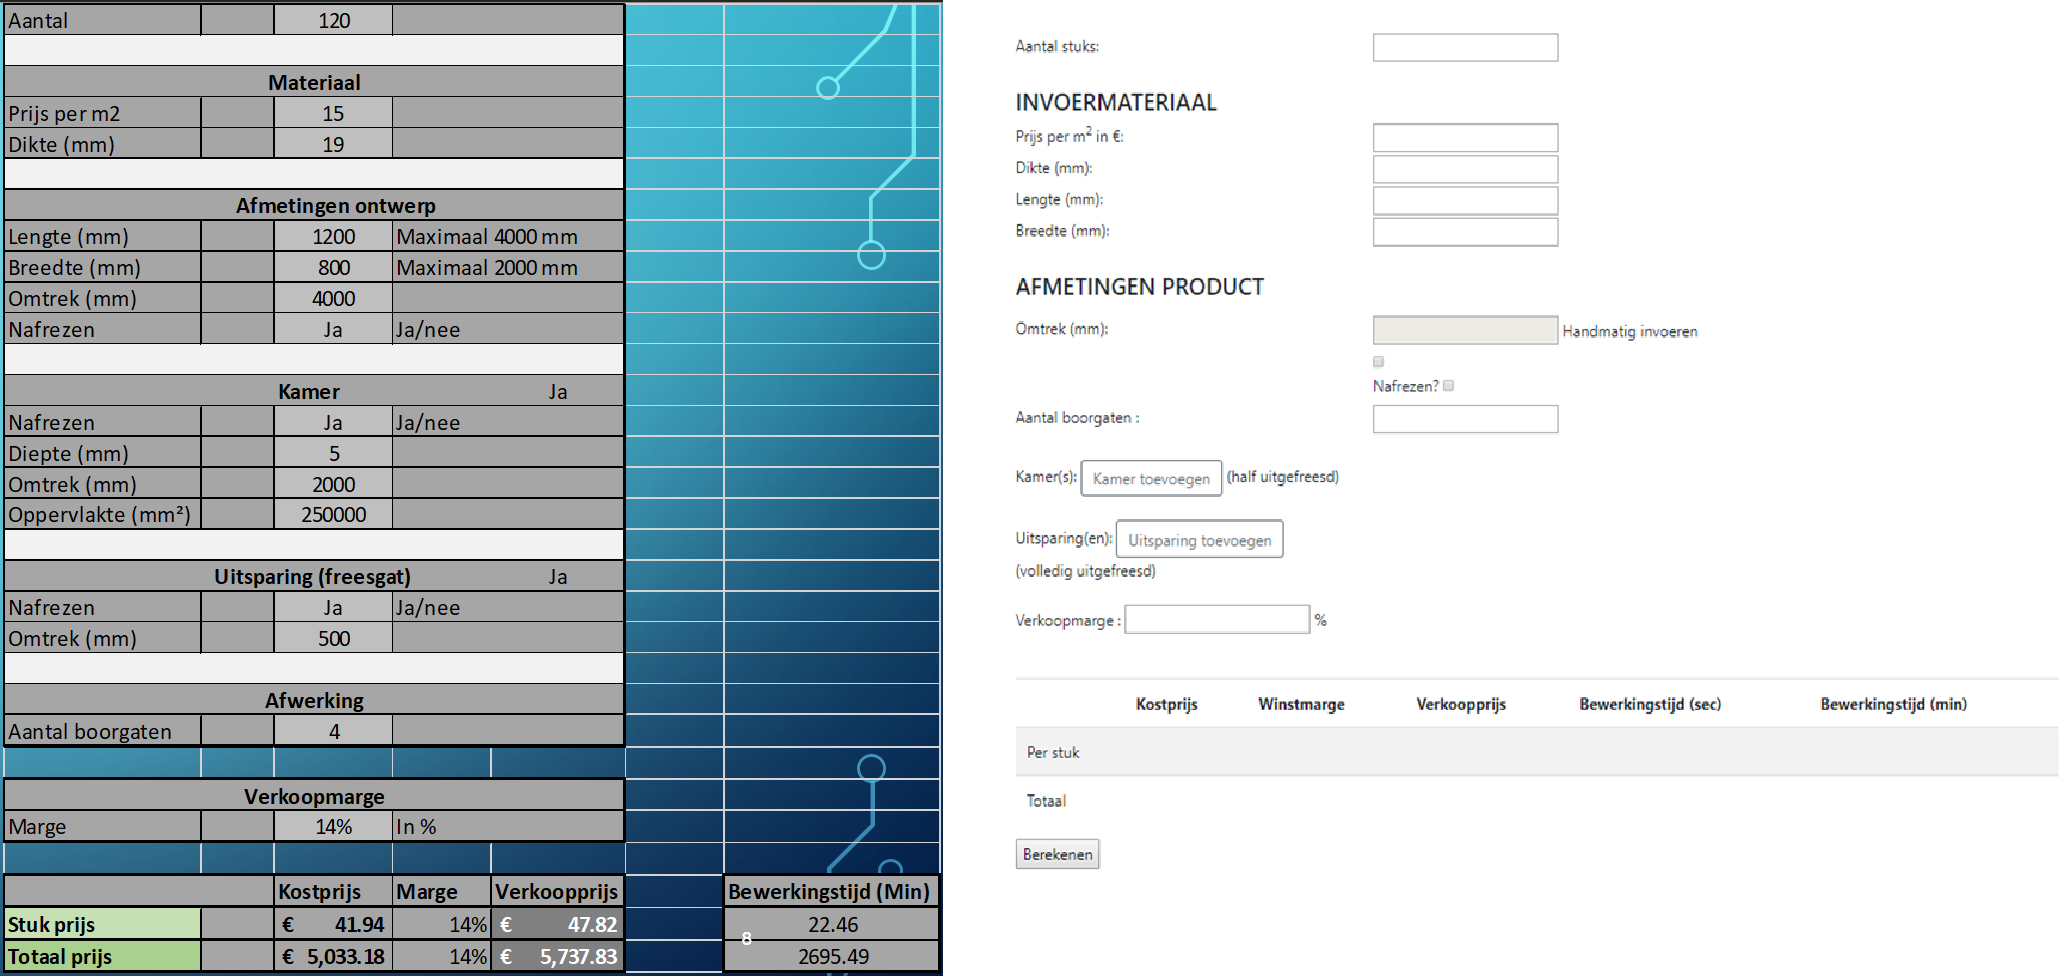 Aantal 120
Materiaal
Prijs per m2 15
Dikte (mm) 19
Afmetingen ontwerp
Lengte (mm) 1200 Maximaal 4000 mm
Breedte (mm) 800 Maximaal 2000 mm
Omtrek (mm) 4000
Nafrezen Ja Ja/nee
Kamer Ja
Nafrezen Ja Ja/nee
Diepte (mm) 5
Omtrek (mm) 2000
Oppervlakte (mm²) 250000
Uitsparing (freesgat) Ja
Nafrezen Ja Ja/nee
Omtrek (mm) 500
Afwerking
Aantal boorgaten 4
Verkoopmarge
Marge 14% In %
Kostprijs Marge Verkoopprijs Bewerkingstijd (Min)
Stuk prijs € 41.94 14% € 47.82 22.46
8
Totaal prijs € 5,033.18 14% € 5,737.83 2695.49
Aantal stuks:
INVOERMATERIAAL
Prijs per m² in €:
Dikte (mm):
Lengte (mm):
Breedte (mm):
AFMETINGEN PRODUCT
Omtrek (mm): Handmatig invoeren
Nafrezen?
Aantal boorgaten :
Kamer(s): Kamer toevoegen (half uitgefreesd)
Uitsparing(en): Uitsparing toevoegen
(volledig uitgefreesd)
Verkoopmarge : %
Kostprijs Winstmarge Verkoopprijs Bewerkingstijd (sec) Bewerkingstijd (min)
Per stuk
Totaal
Berekenen